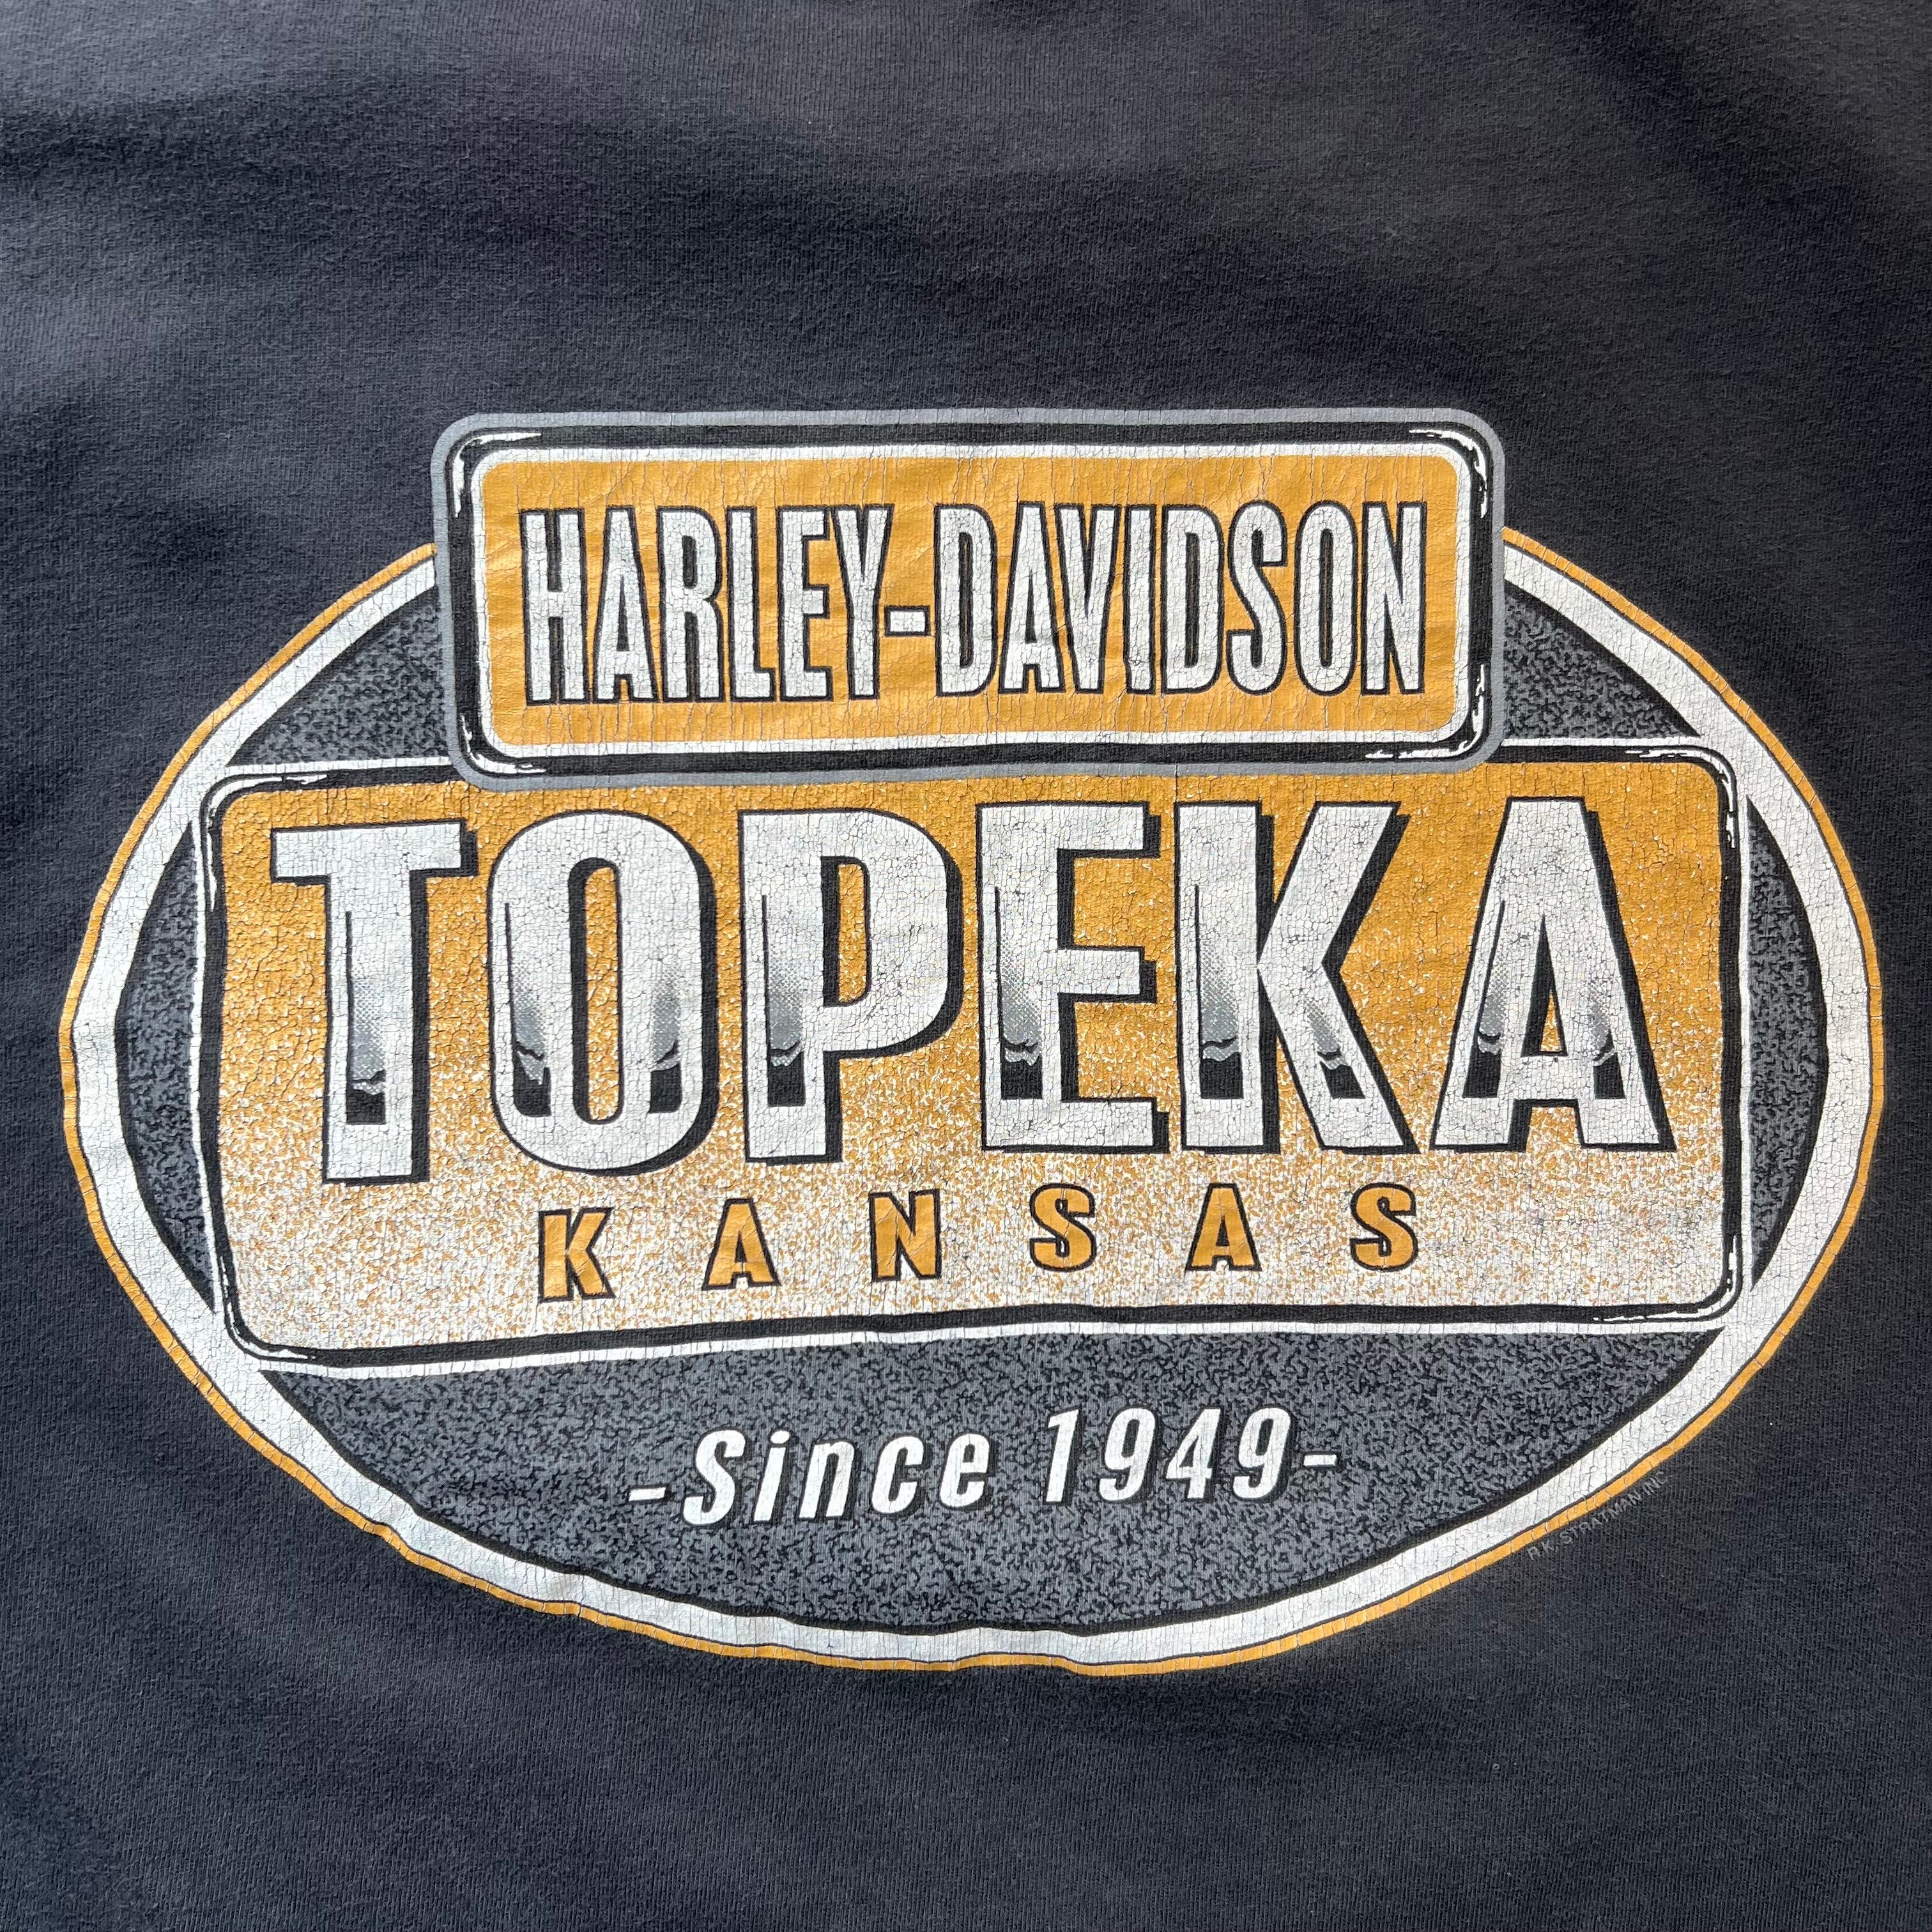 HARLEY-DAVIDSON
TOPEKA
KANSAS
-Since 1949-
R.K. STRATMAN INC.